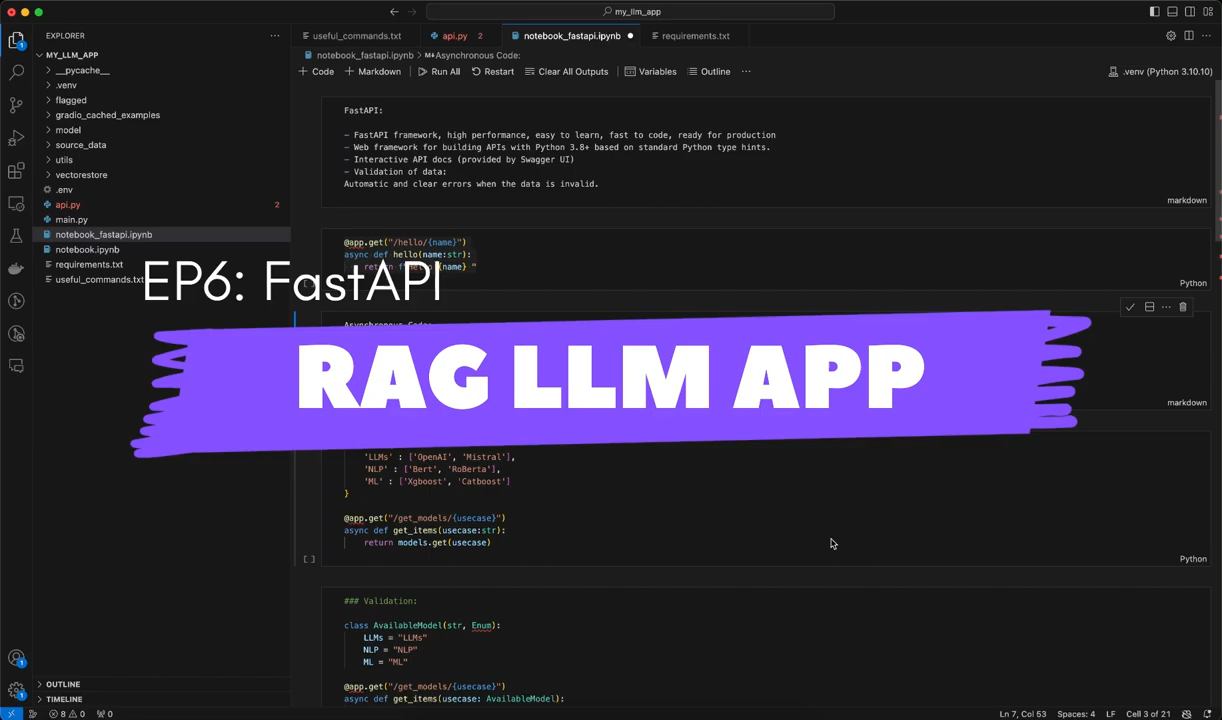 my_llm_app
EXPLORER
MY_LLM_APP
__pycache__
.venv
flagged
gradio_cached_examples
model
source_data
utils
vectorstore
.env
api.py 2
main.py
notebook_fastapi.ipynb
notebook.ipynb
requirements.txt
useful_commands.txt
OUTLINE
TIMELINE
useful_commands.txt api.py 2 notebook_fastapi.ipynb requirements.txt
notebook_fastapi.ipynb > Asynchronous Code:
Code Markdown Run All Restart Clear All Outputs Variables Outline .venv (Python 3.10.10)
FastAPI:
– FastAPI framework, high performance, easy to learn, fast to code, ready for production
– Web framework for building APIs with Python 3.8+ based on standard Python type hints.
– Interactive API docs (provided by Swagger UI)
– Validation of data:
Automatic and clear errors when the data is invalid.
markdown
@app.get("/hello/{name}")
async def hello(name:str):
return {name} "
Python
EP6: FastAPI
RAG LLM APP
markdown
'LLMs' : ['OpenAI', 'Mistral'],
'NLP' : ['Bert', 'RoBerta'],
'ML' : ['Xgboost', 'Catboost']
}
@app.get("/get_models/{usecase}")
async def get_items(usecase:str):
return models.get(usecase)
[ ] Python
### Validation:
class AvailableModel(str, Enum):
LLMs = "LLMs"
NLP = "NLP"
ML = "ML"
@app.get("/get_models/{usecase}")
async def get_items(usecase: AvailableModel):
8 0 0 Ln 7, Col 53 Spaces: 4 LF Cell 3 of 21